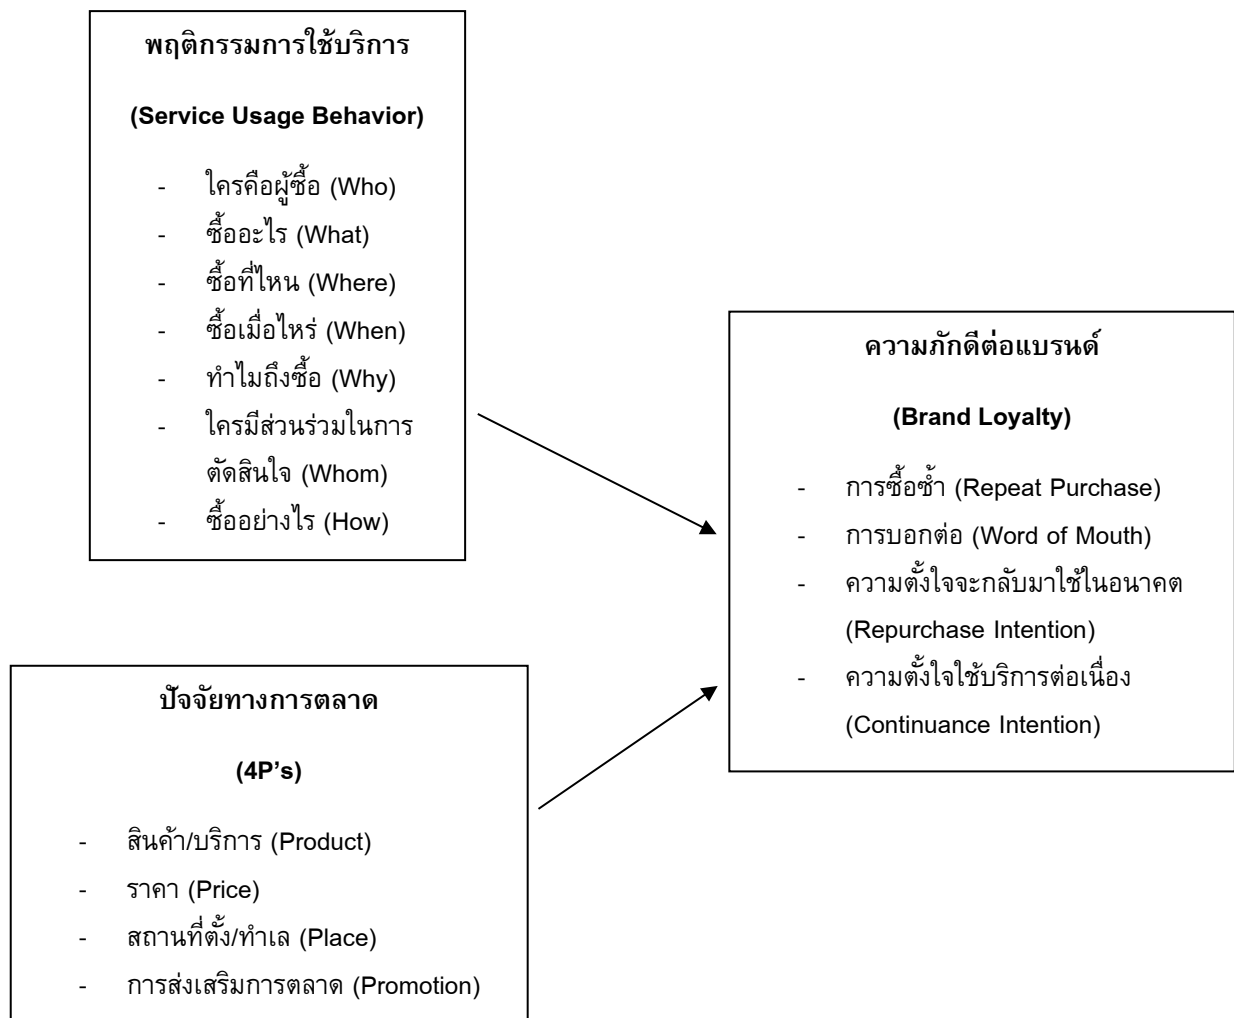 พฤติกรรมการใช้บริการ
(Service Usage Behavior)
- ใครคือผู้ซื้อ (Who)
- ซื้ออะไร (What)
- ซื้อที่ไหน (Where)
- ซื้อเมื่อไหร่ (When)
- ทำไมถึงซื้อ (Why)
- ใครมีส่วนร่วมในการ
ตัดสินใจ (Whom)
- ซื้ออย่างไร (How)
ความภักดีต่อแบรนด์
(Brand Loyalty)
- การซื้อซ้ำ (Repeat Purchase)
- การบอกต่อ (Word of Mouth)
- ความตั้งใจจะกลับมาใช้ในอนาคต
(Repurchase Intention)
- ความตั้งใจใช้บริการต่อเนื่อง
(Continuance Intention)
ปัจจัยทางการตลาด
(4P's)
- สินค้า/บริการ (Product)
- ราคา (Price)
- สถานที่ตั้ง/ทำเล (Place)
- การส่งเสริมการตลาด (Promotion)